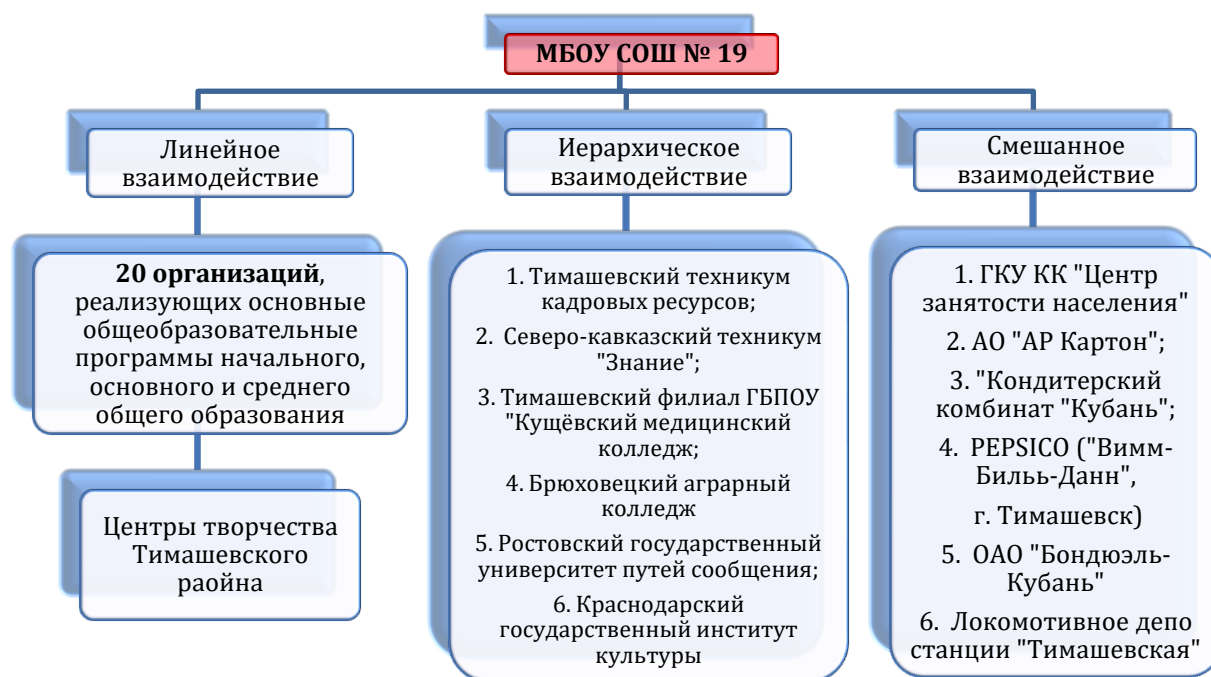 МБОУ СОШ № 19
Линейное
взаимодействие
20 организаций,
реализующих основные
общеобразовательные
программы начального,
основного и среднего
общего образования
Центры творчества
Тимашевского
раойна
Иерархическое
взаимодействие
1. Тимашевский техникум
кадровых ресурсов;
2. Северо-кавказский техникум
"Знание";
3. Тимашевский филиал ГБПОУ
"Кущёвский медицинский
колледж;
4. Брюховецкий аграрный
колледж
5. Ростовский государственный
университет путей сообщения;
6. Краснодарский
государственный институт
культуры
Смешанное
взаимодействие
1. ГКУ КК "Центр
занятости населения"
2. АО "АР Картон";
3. "Кондитерский
комбинат "Кубань";
4. PEPSICO ("Вимм-
Билль-Данн",
г. Тимашевск)
5. ОАО "Бондюэль-
Кубань"
6. Локомотивное депо
станции "Тимашевская"